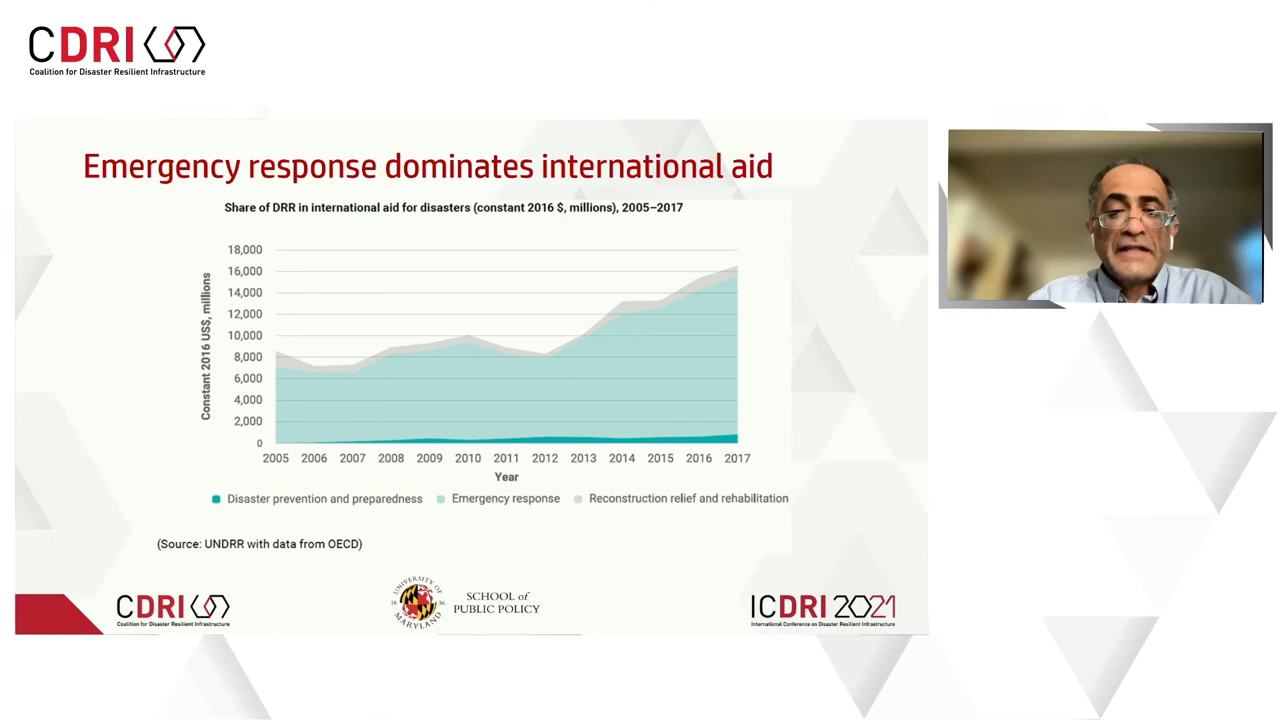 CDRI
Coalition for Disaster Resilient Infrastructure
Emergency response dominates international aid
Share of DRR in international aid for disasters (constant 2016 $, millions), 2005–2017
Constant 2016 US$, millions
18,000
16,000
14,000
12,000
10,000
8,000
6,000
4,000
2,000
0
2005 2006 2007 2008 2009 2010 2011 2012 2013 2014 2015 2016 2017
Year
Disaster prevention and preparedness Emergency response Reconstruction relief and rehabilitation
(Source: UNDRR with data from OECD)
CDRI
Coalition for Disaster Resilient Infrastructure
UNIVERSITY OF
18 56
MARYLAND
SCHOOL of
PUBLIC POLICY
ICDRI 2021
International Conference on Disaster Resilient Infrastructure